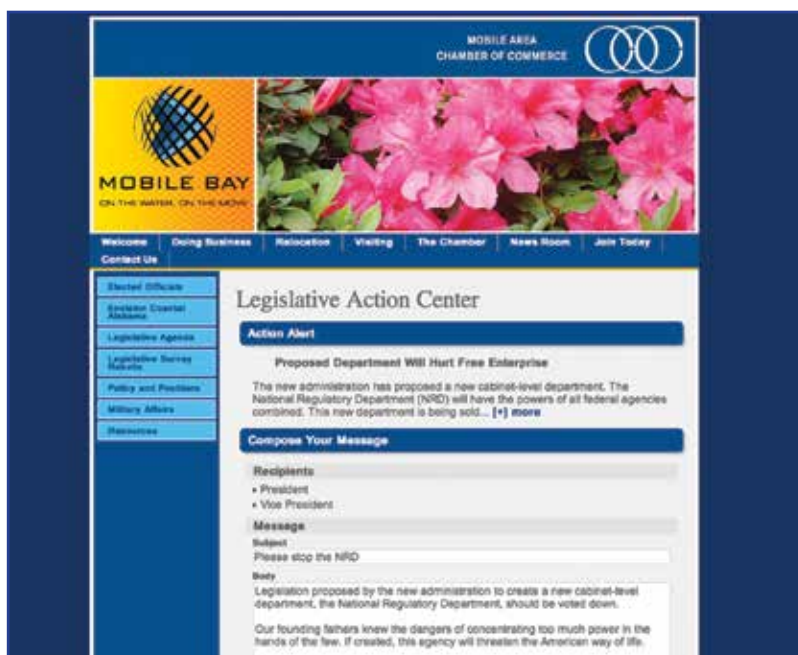 MOBILE AREA
CHAMBER OF COMMERCE
MOBILE BAY
ON THE WATER, ON THE MOVE
Welcome Doing Business Relocation Visiting The Chamber News Room Join Today
Contact Us
Elected Officials
Envision Coastal
Alabama
Legislative Agenda
Legislative Survey
Results
Policy and Positions
Military Affairs
Resources
Legislative Action Center
Action Alert
Proposed Department Will Hurt Free Enterprise
The new administration has proposed a new cabinet-level department. The
National Regulatory Department (NRD) will have the powers of all federal agencies
combined. This new department is being sold... [+] more
Compose Your Message
Recipients
• President
• Vice President
Message
Subject
Please stop the NRD
Body
Legislation proposed by the new administration to create a new cabinet-level
department, the National Regulatory Department, should be voted down.
Our founding fathers knew the dangers of concentrating too much power in the
hands of the few. If created, this agency will threaten the American way of life.